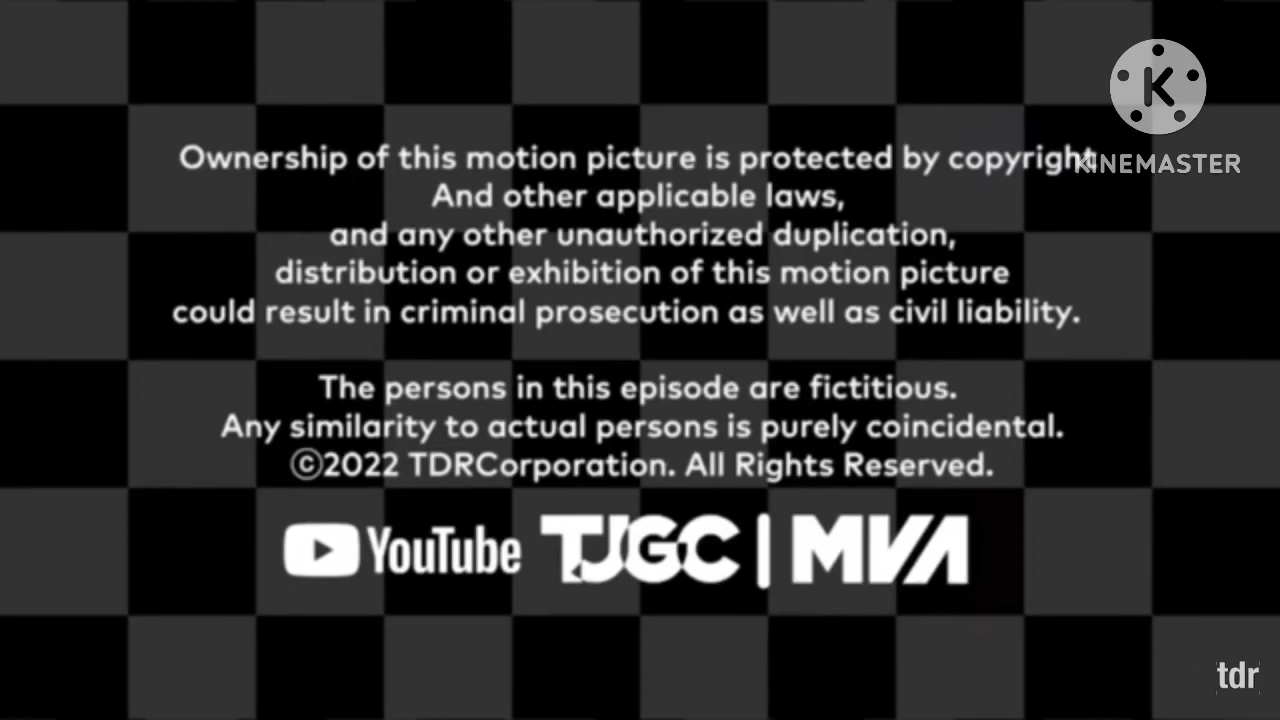 K
KINEMASTER
Ownership of this motion picture is protected by copyright
And other applicable laws,
and any other unauthorized duplication,
distribution or exhibition of this motion picture
could result in criminal prosecution as well as civil liability.
The persons in this episode are fictitious.
Any similarity to actual persons is purely coincidental.
©2022 TDRCorporation. All Rights Reserved.
YouTube TJGC | MVA
tdr